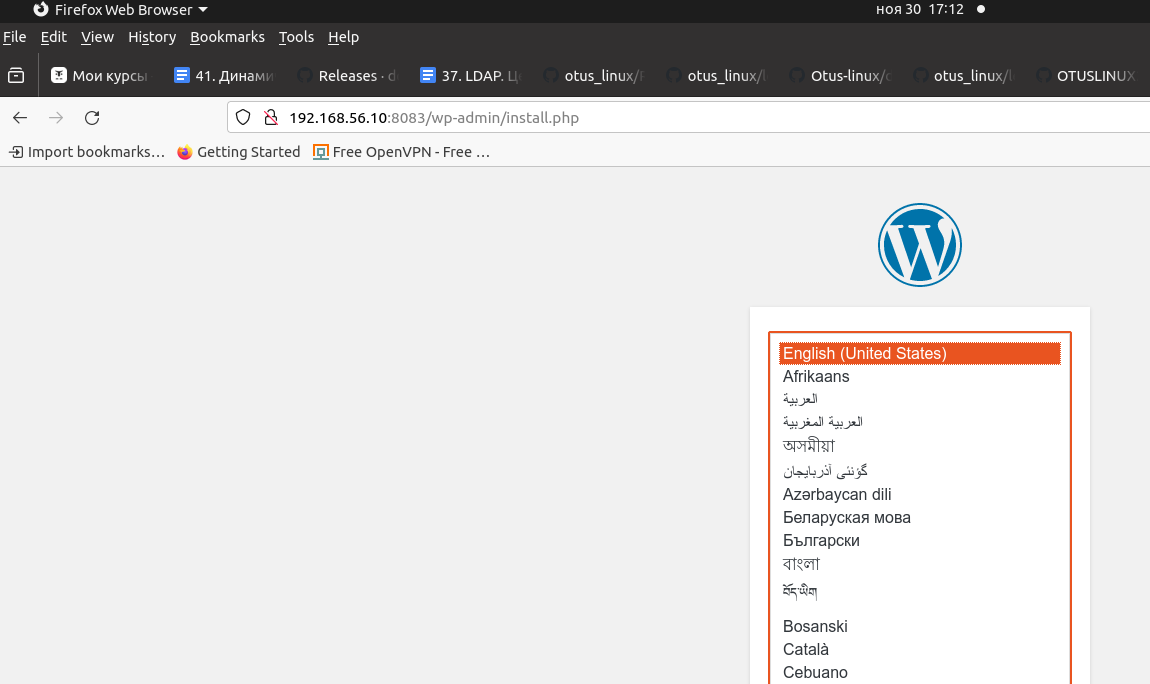 Firefox Web Browser
ноя 30 17:12
File Edit View History Bookmarks Tools Help
Мои курсы 41. Динами Releases · d 37. LDAP. Ц otus_linux/ otus_linux/ Otus-linux/ otus_linux/ OTUSLINUX
192.168.56.10:8083/wp-admin/install.php
Import bookmarks… Getting Started Free OpenVPN - Free …
English (United States)
Afrikaans
العربية
العربية المغربية
অসমীয়া
گؤنئی آذربایجان
Azərbaycan dili
Беларуская мова
Български
বাংলা
བོད་ཡིག
Bosanski
Català
Cebuano